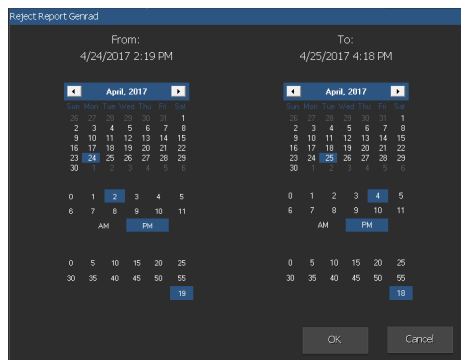 Reject Report Genrad
From: To:
4/24/2017 2:19 PM 4/25/2017 4:18 PM
April, 2017 April, 2017
Sun Mon Tue Wed Thu Fri Sat Sun Mon Tue Wed Thu Fri Sat
26 27 28 29 30 31 1 26 27 28 29 30 31 1
2 3 4 5 6 7 8 2 3 4 5 6 7 8
9 10 11 12 13 14 15 9 10 11 12 13 14 15
16 17 18 19 20 21 22 16 17 18 19 20 21 22
23 24 25 26 27 28 29 23 24 25 26 27 28 29
30 1 2 3 4 5 6 30 1 2 3 4 5 6
0 1 2 3 4 5 0 1 2 3 4 5
6 7 8 9 10 11 6 7 8 9 10 11
AM PM AM PM
0 5 10 15 20 25 0 5 10 15 20 25
30 35 40 45 50 55 30 35 40 45 50 55
19 18
OK Cancel